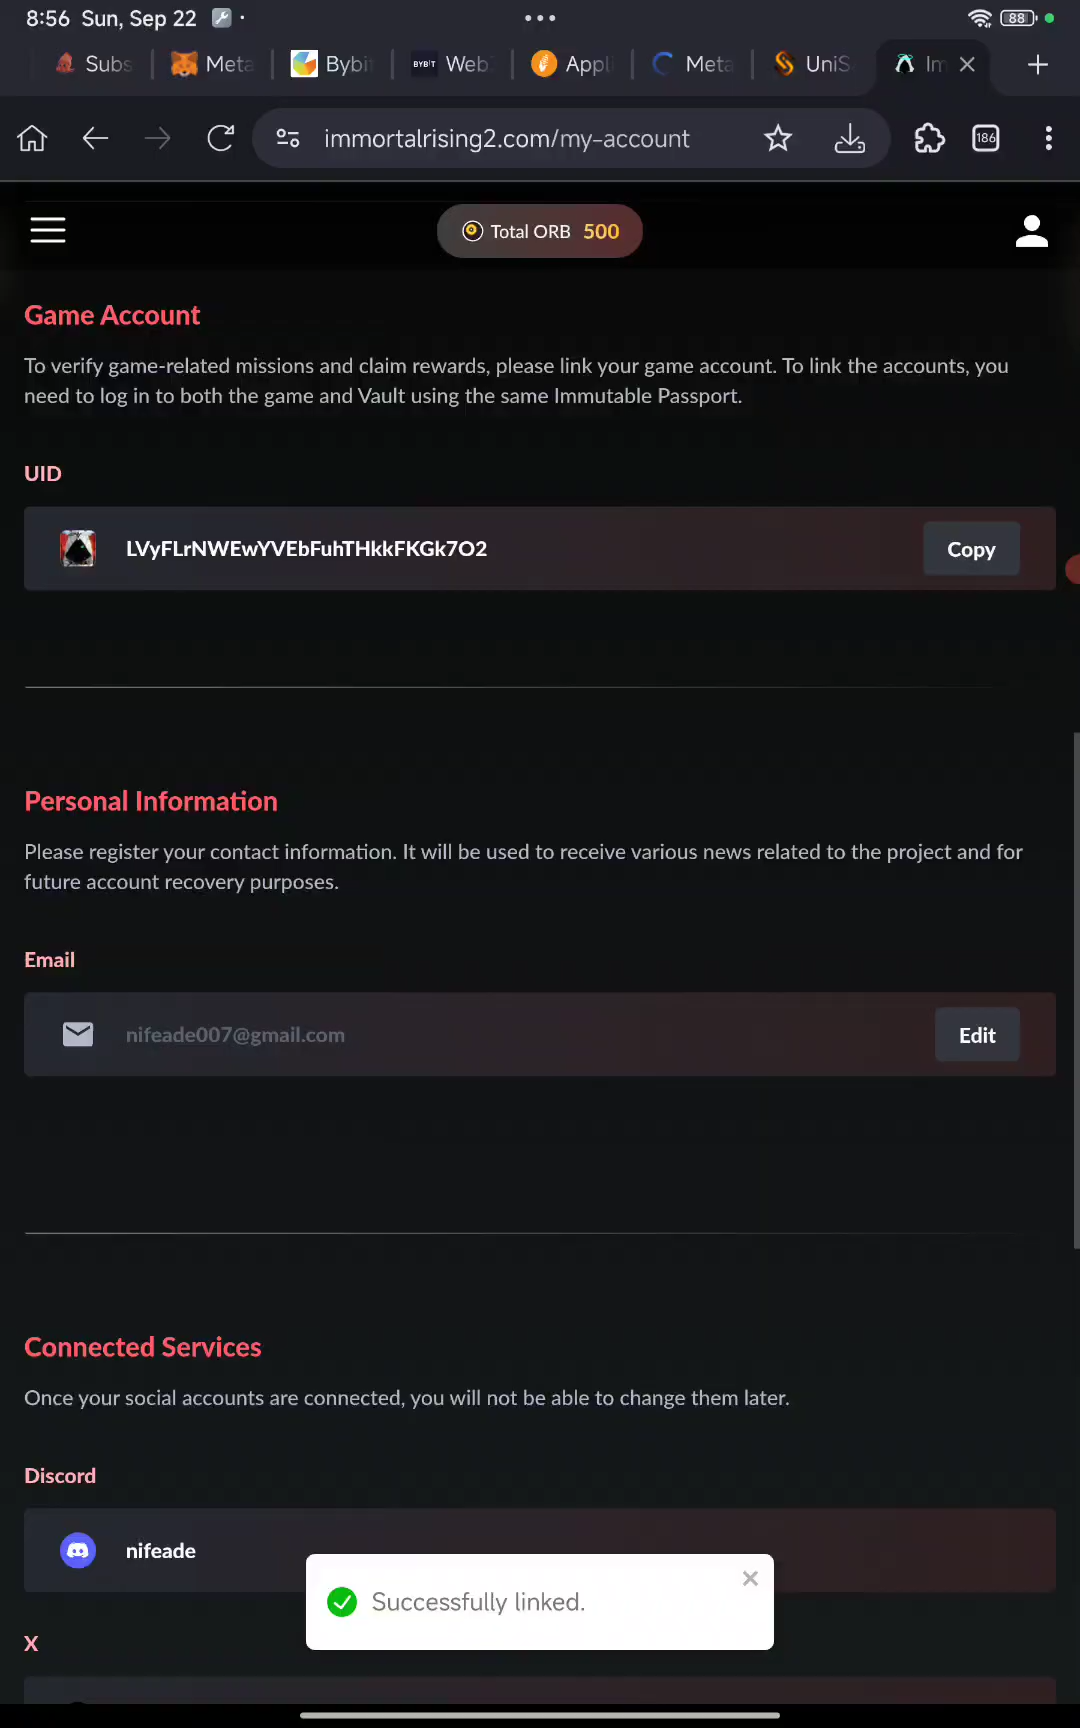 8:56 Sun, Sep 22
88
Subs
Meta
Bybit
BYBIT Web
Appli
Meta
UniS
Im
immortalrising2.com/my-account
186
Total ORB 500
Game Account
To verify game-related missions and claim rewards, please link your game account. To link the accounts, you
need to log in to both the game and Vault using the same Immutable Passport.
UID
LVyFLrNWEwYVEbFuhTHkkFKGk7O2
Copy
Personal Information
Please register your contact information. It will be used to receive various news related to the project and for
future account recovery purposes.
Email
nifeade007@gmail.com
Edit
Connected Services
Once your social accounts are connected, you will not be able to change them later.
Discord
nifeade
Successfully linked.
X